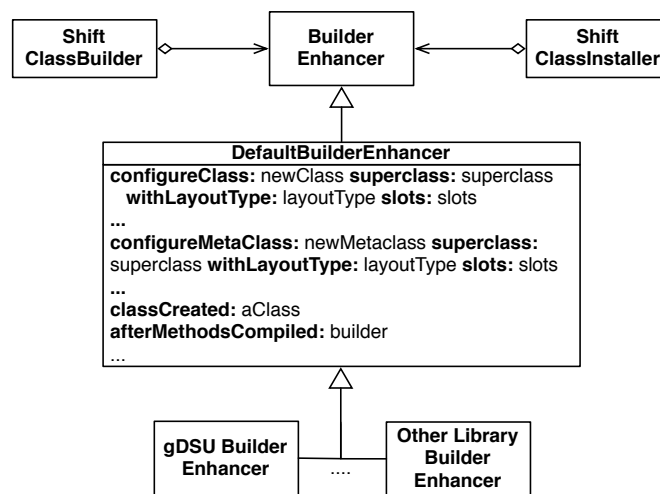 Shift
ClassBuilder
Builder
Enhancer
Shift
ClassInstaller
DefaultBuilderEnhancer
configureClass: newClass superclass: superclass
withLayoutType: layoutType slots: slots
...
configureMetaClass: newMetaclass superclass:
superclass withLayoutType: layoutType slots: slots
...
classCreated: aClass
afterMethodsCompiled: builder
...
gDSU Builder
Enhancer
....
Other Library
Builder
Enhancer